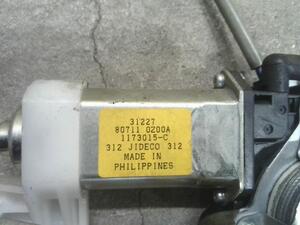 31227
80711 0200A
1173015-C
312 JIDECO 312
MADE IN
PHILIPPINES